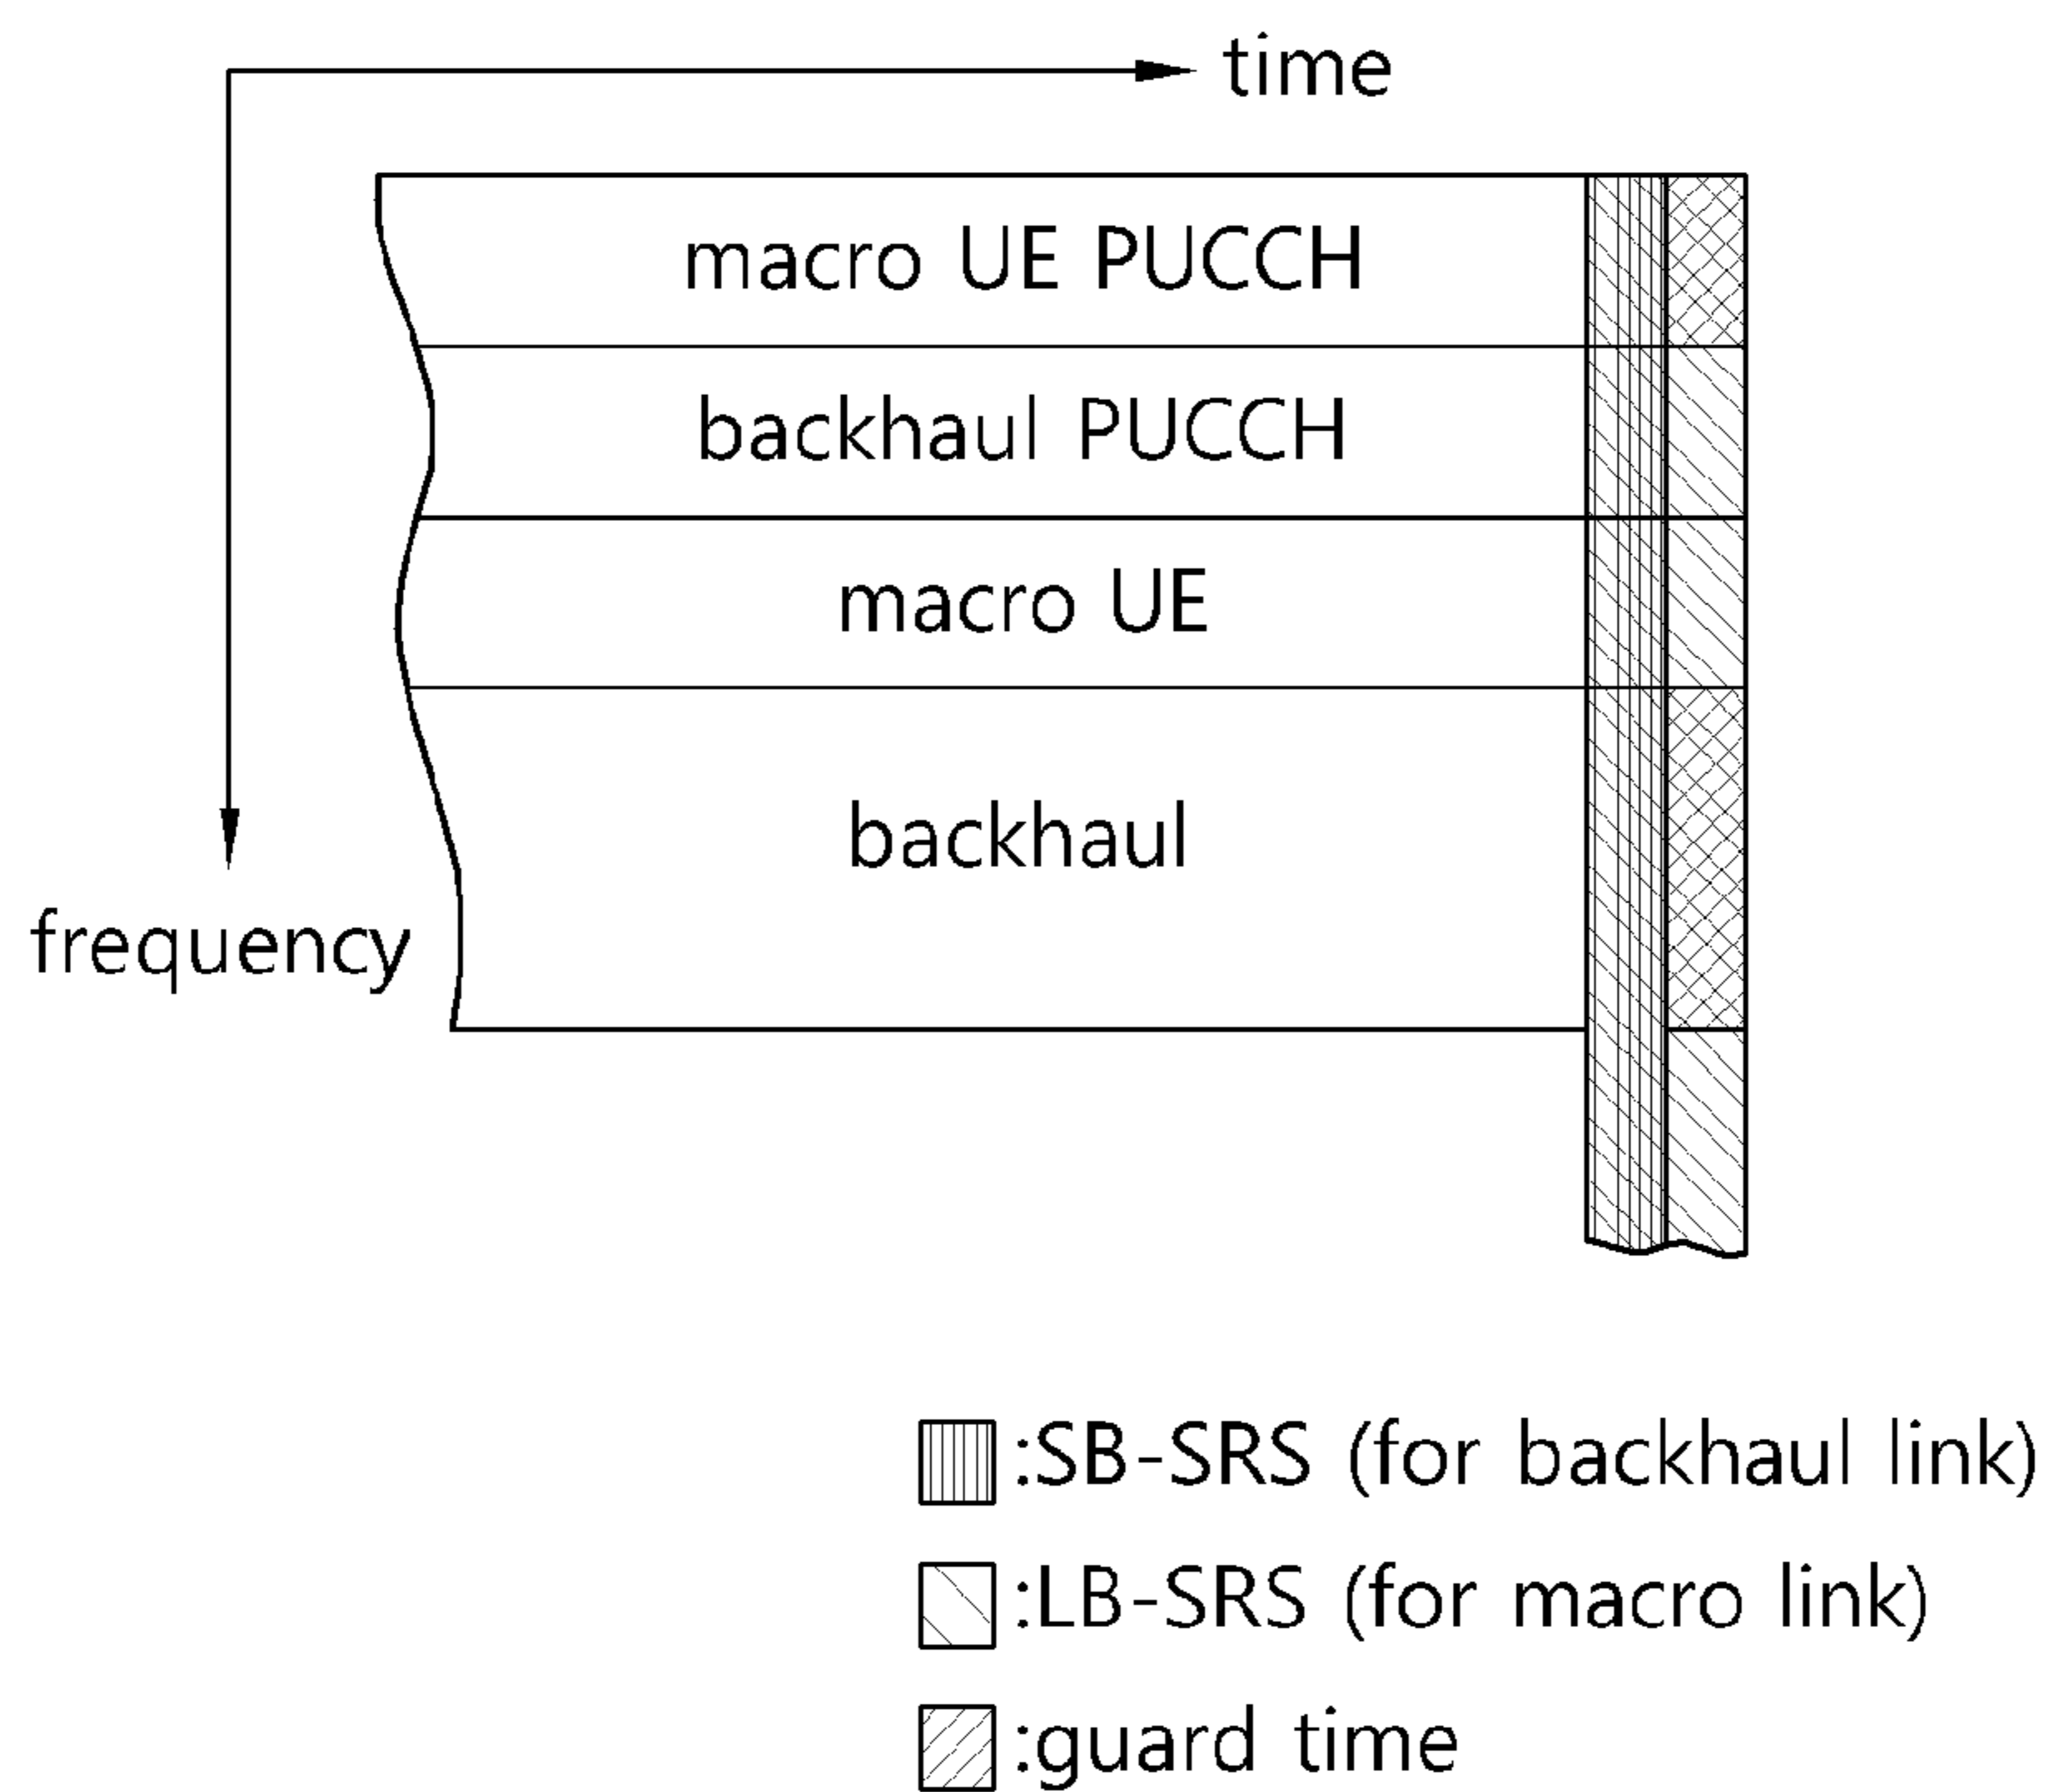 time
macro UE PUCCH
backhaul PUCCH
macro UE
backhaul
frequency
:SB-SRS (for backhaul link)
:LB-SRS (for macro link)
:guard time